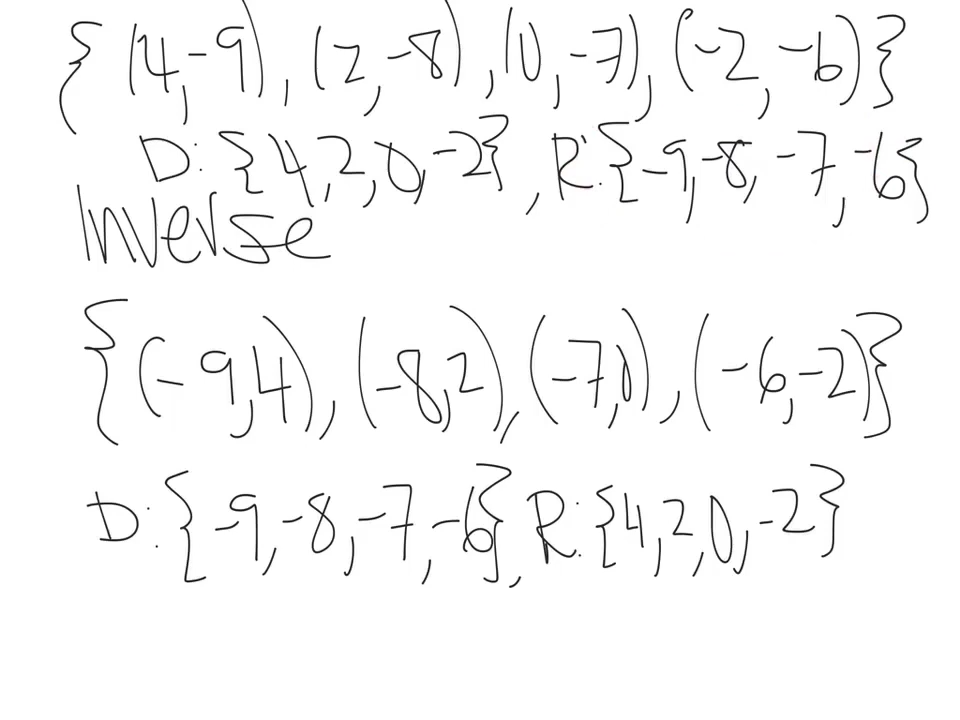 {(4,-9), (2,-8), (0,-7), (-2,-6)}
D: {4,2,0,-2}, R: {-9,-8,-7,-6}
Inverse
{(-9,4), (-8,2), (-7,0), (-6,-2)}
D: {-9,-8,-7,-6}, R: {4,2,0,-2}